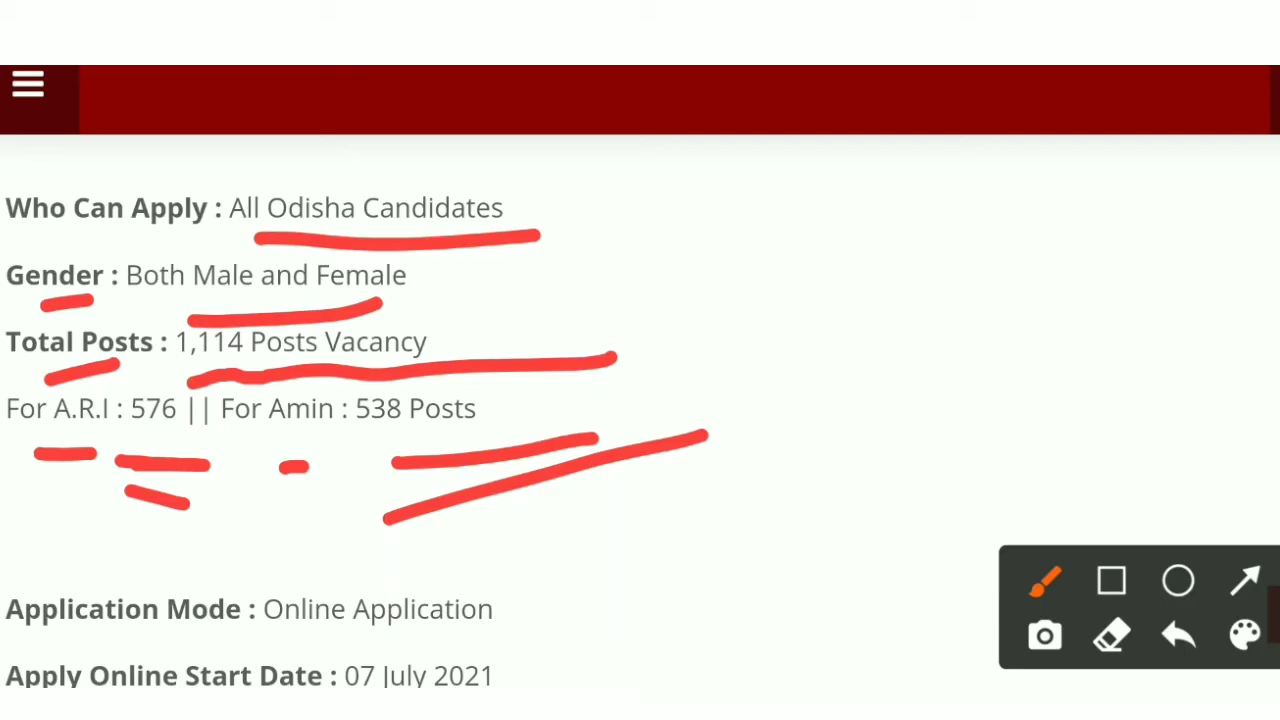 Who Can Apply : All Odisha Candidates
Gender : Both Male and Female
Total Posts : 1,114 Posts Vacancy
For A.R.I : 576 || For Amin : 538 Posts
Application Mode : Online Application
Apply Online Start Date : 07 July 2021